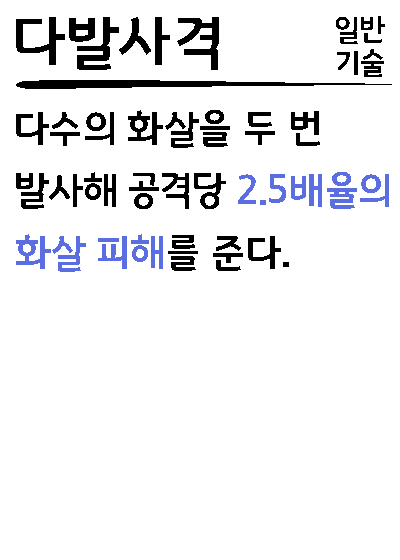 다발사격
일반
기술
다수의 화살을 두 번
발사해 공격당 2.5배율의
화살 피해를 준다.